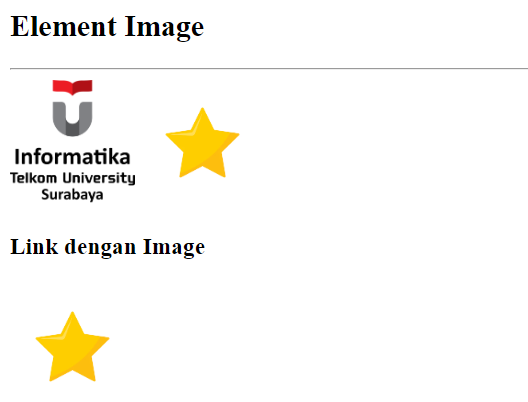 Element Image
Informatika
Telkom University
Surabaya
Link dengan Image